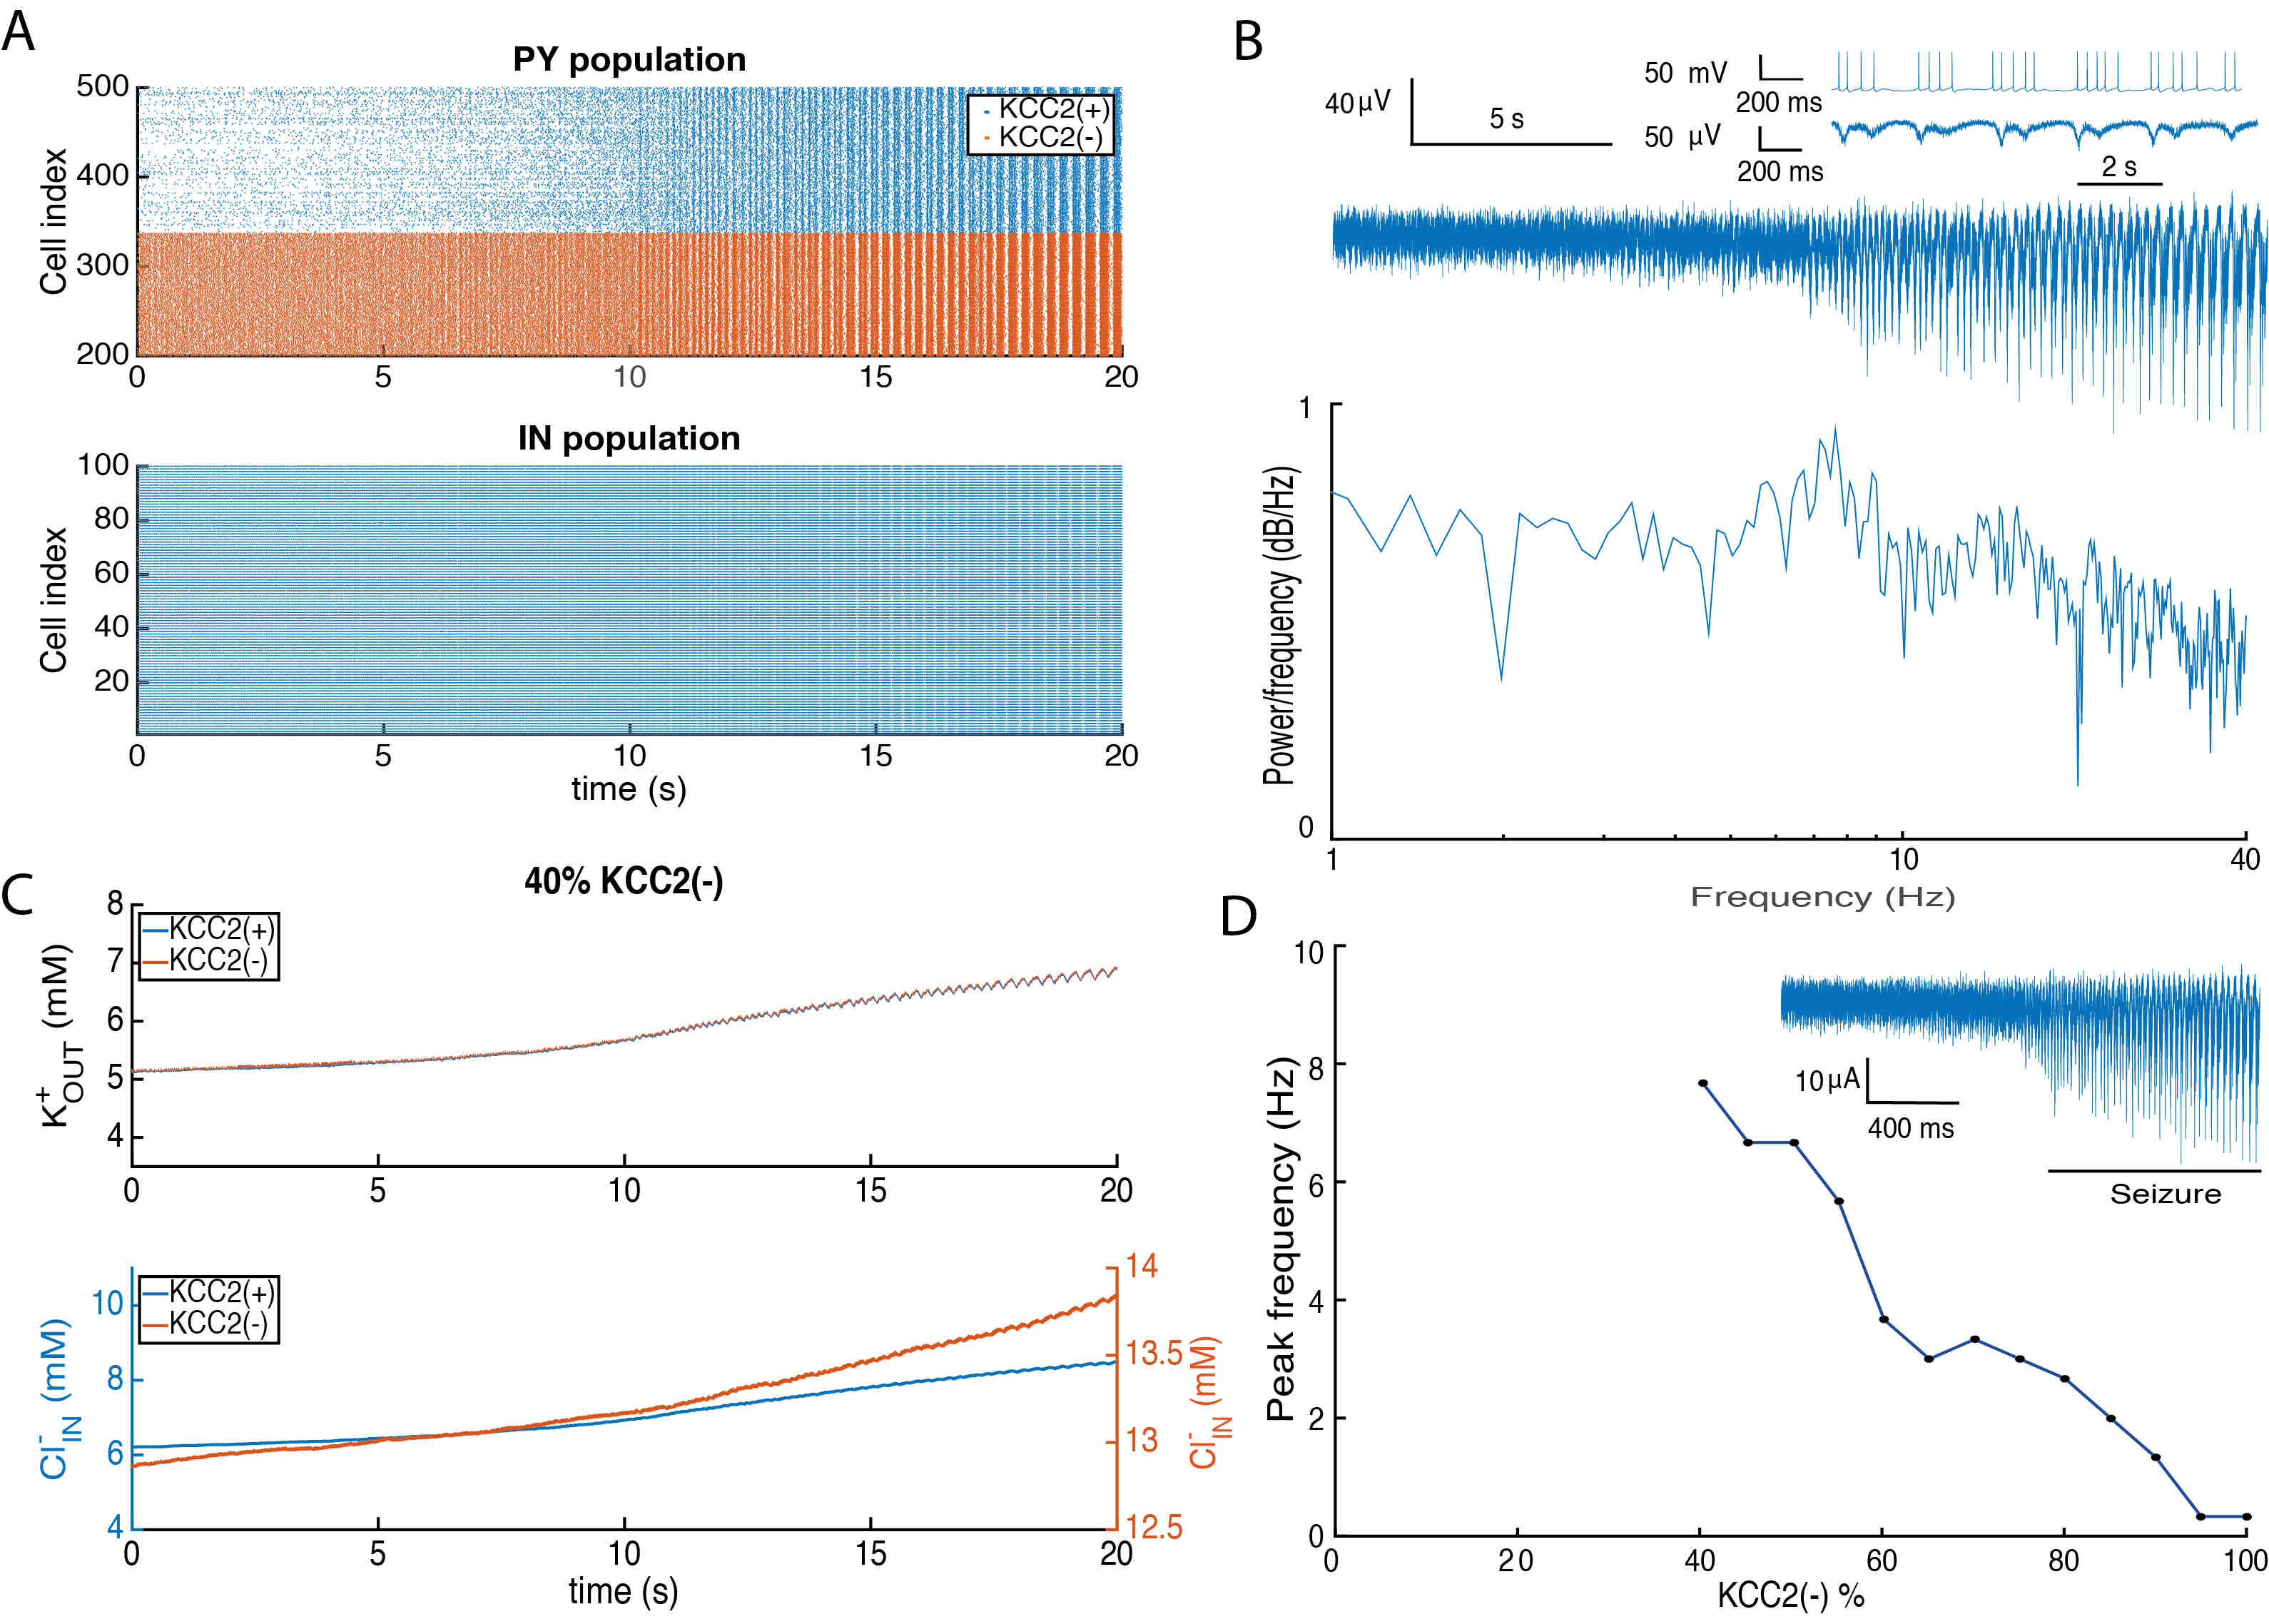 A
PY population
500
400
300
200
Cell index
KCC2(+)
KCC2(-)
0 5 10 15 20
IN population
100
80
60
40
20
Cell index
0 5 10 15 20
time (s)
B
40 μV
5 s
50 mV
200 ms
50 μV
200 ms
2 s
1
0
Power/frequency (dB/Hz)
1 10 40
Frequency (Hz)
C
40% KCC2(-)
8
7
6
5
4
K+OUT (mM)
KCC2(+)
KCC2(-)
0 5 10 15 20
10
8
6
4
Cl-IN (mM)
KCC2(+)
KCC2(-)
14
13.5
13
12.5
Cl-IN (mM)
0 5 10 15 20
time (s)
D
10
8
6
4
2
0
Peak frequency (Hz)
10 μA
400 ms
Seizure
0 20 40 60 80 100
KCC2(-) %